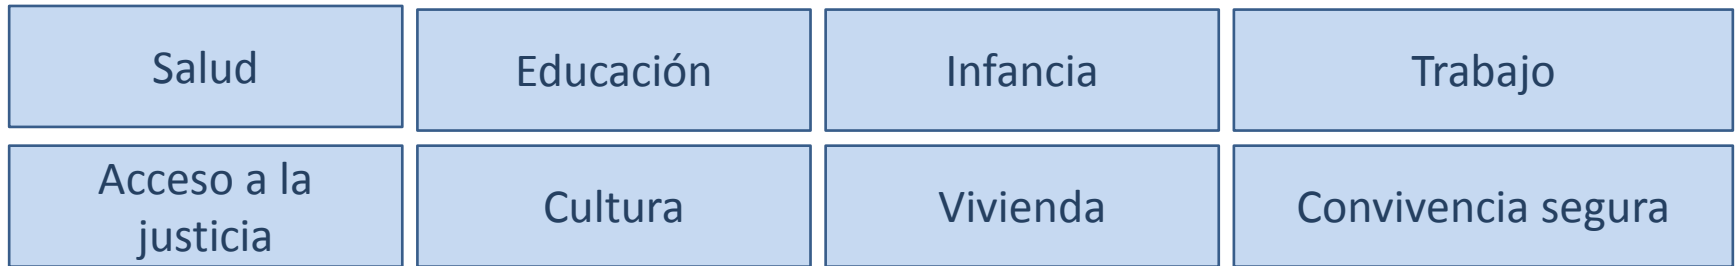 Salud
Educación
Infancia
Trabajo
Acceso a la
justicia
Cultura
Vivienda
Convivencia segura